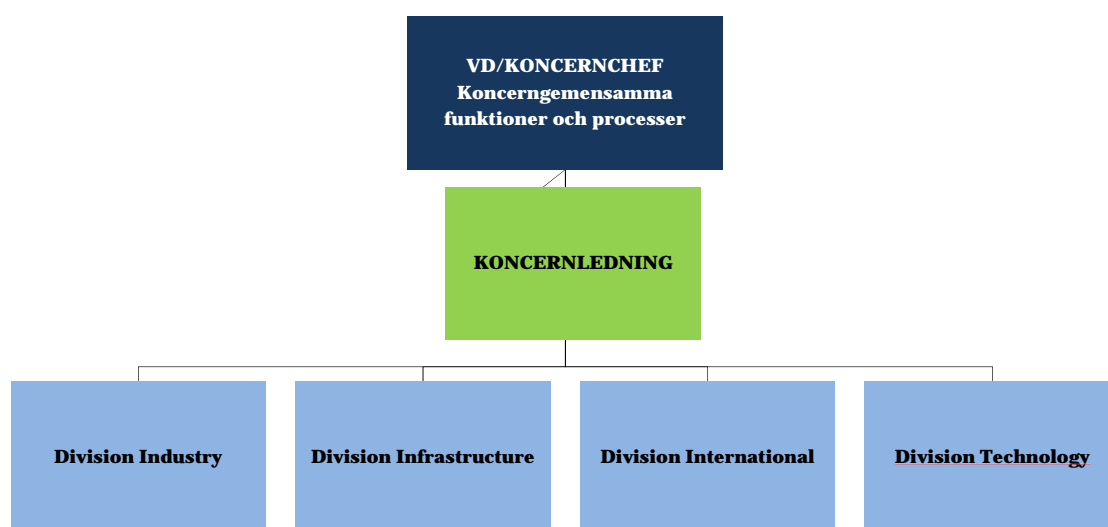 VD/KONCERNCHEF
Koncerngemensamma
funktioner och processer
KONCERNLEDNING
Division Industry
Division Infrastructure
Division International
Division Technology